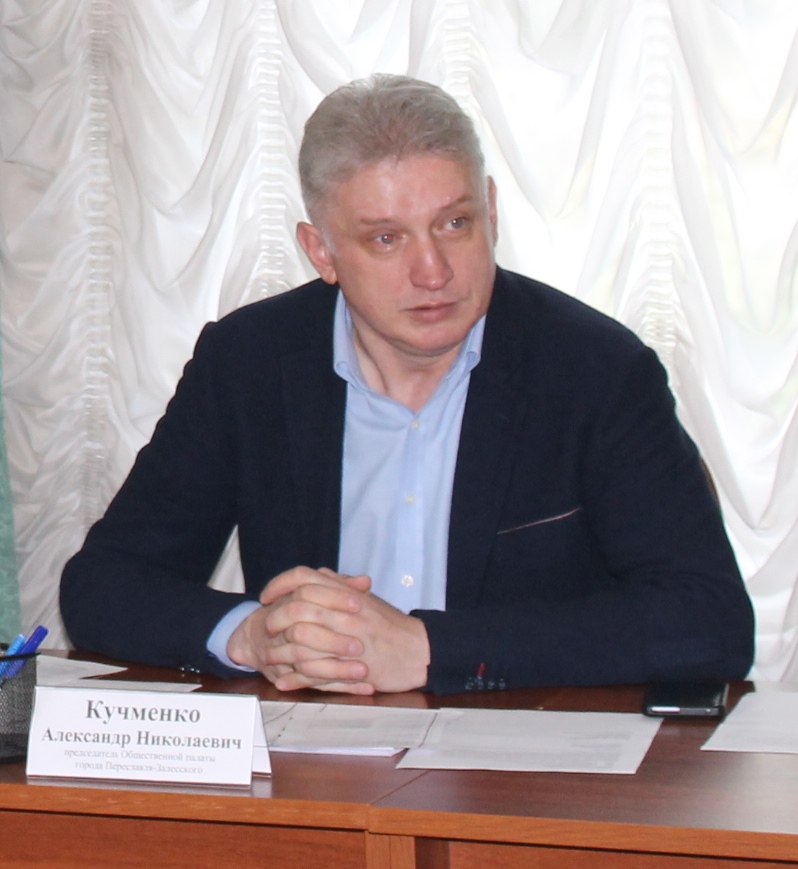 Кучменко
Александр Николаевич
председатель Общественной палаты
города Переславля-Залесского